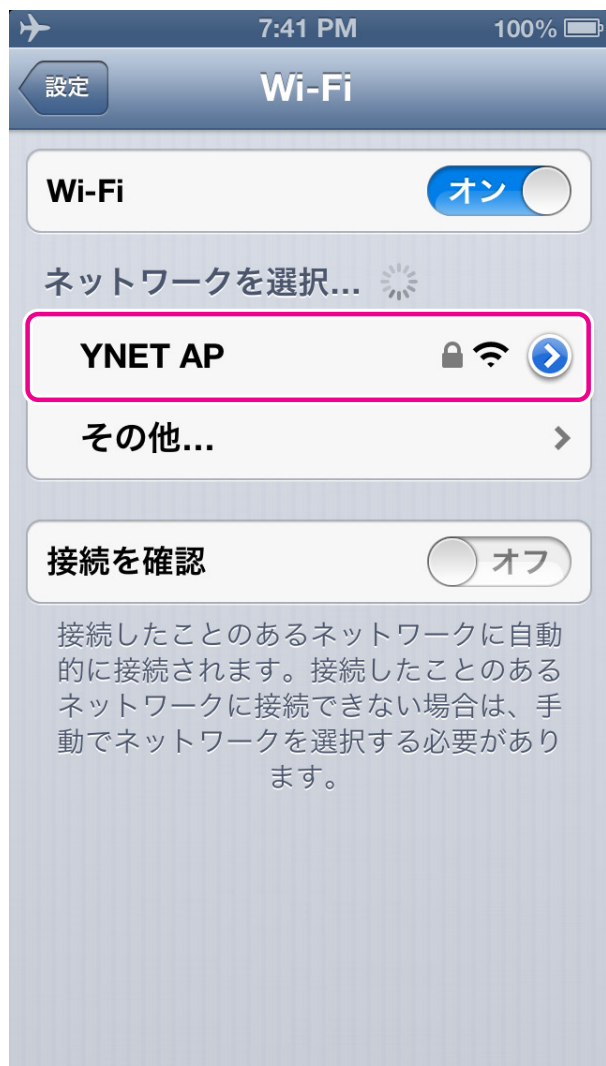 7:41 PM
100%
設定
Wi-Fi
Wi-Fi
オン
ネットワークを選択...
YNET AP
その他...
接続を確認
オフ
接続したことのあるネットワークに自動
的に接続されます。接続したことのある
ネットワークに接続できない場合は、手
動でネットワークを選択する必要があり
ます。